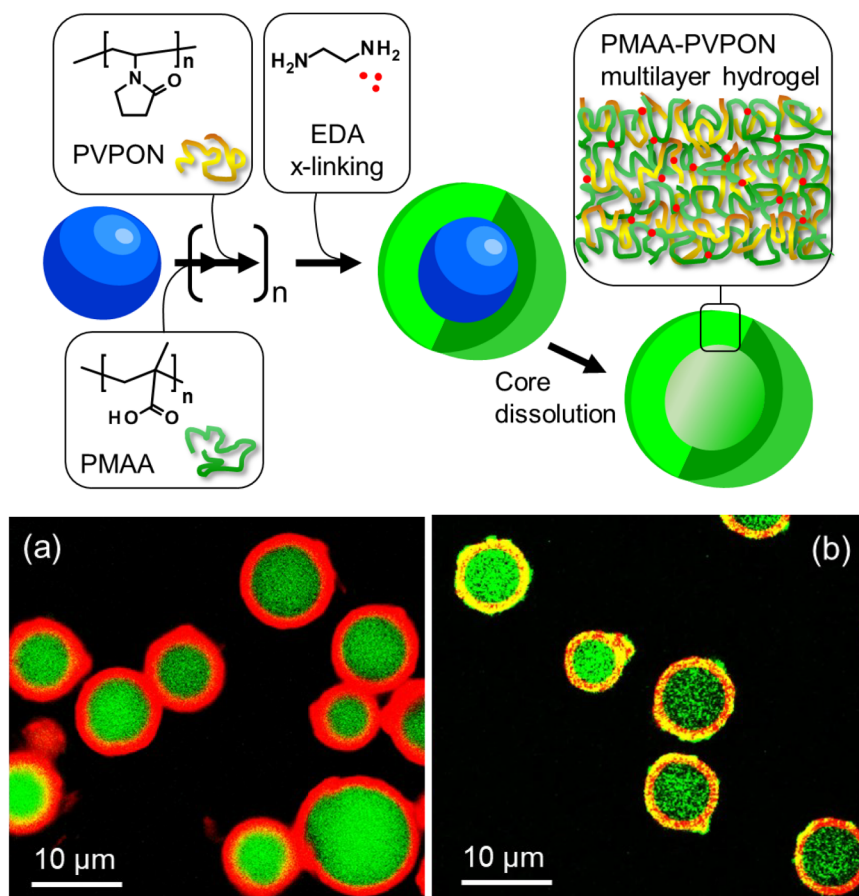 [ ]n
N
O
PVPON
H₂N
NH₂
EDA
x-linking
PMAA-PVPON
multilayer hydrogel
n
[ ]n
HO
O
PMAA
Core
dissolution
(a)
10 µm
(b)
10 µm